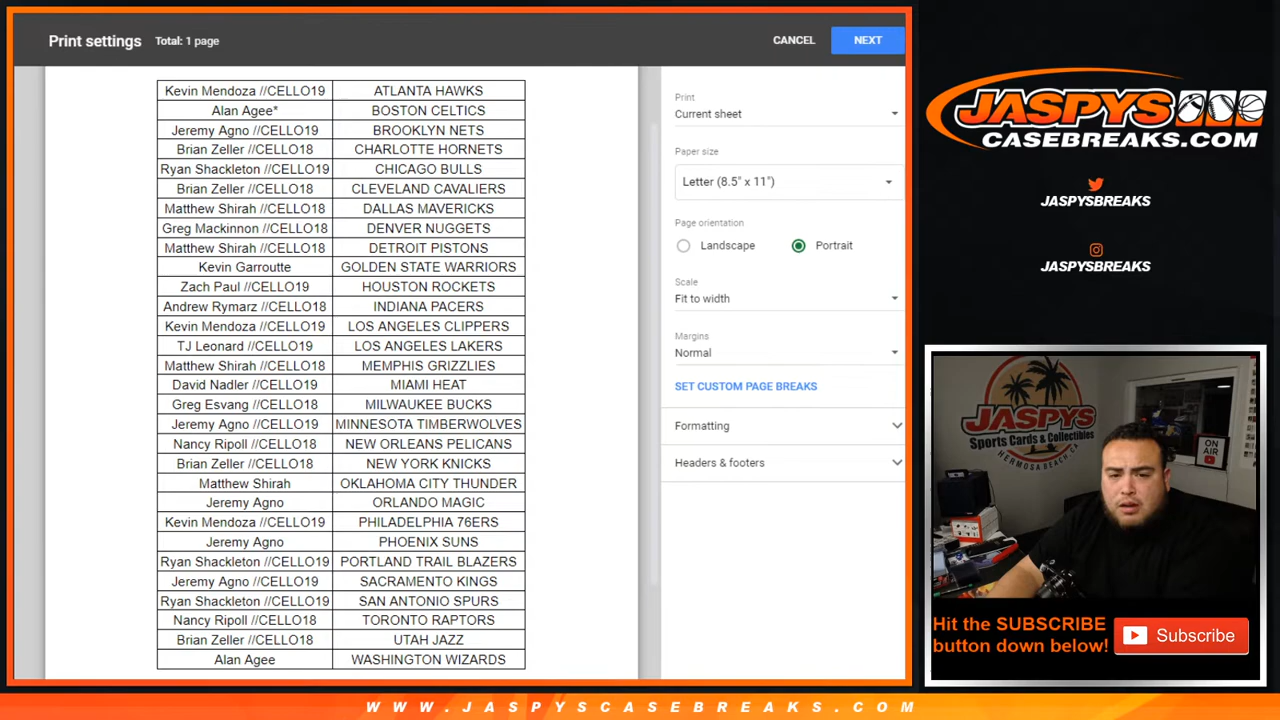 Print settings Total: 1 page CANCEL NEXT
Kevin Mendoza //CELLO19 ATLANTA HAWKS
Alan Agee* BOSTON CELTICS
Jeremy Agno //CELLO19 BROOKLYN NETS
Brian Zeller //CELLO18 CHARLOTTE HORNETS
Ryan Shackleton //CELLO19 CHICAGO BULLS
Brian Zeller //CELLO18 CLEVELAND CAVALIERS
Matthew Shirah //CELLO18 DALLAS MAVERICKS
Greg Mackinnon //CELLO18 DENVER NUGGETS
Matthew Shirah //CELLO18 DETROIT PISTONS
Kevin Garroutte GOLDEN STATE WARRIORS
Zach Paul //CELLO19 HOUSTON ROCKETS
Andrew Rymarz //CELLO18 INDIANA PACERS
Kevin Mendoza //CELLO19 LOS ANGELES CLIPPERS
TJ Leonard //CELLO19 LOS ANGELES LAKERS
Matthew Shirah //CELLO18 MEMPHIS GRIZZLIES
David Nadler //CELLO19 MIAMI HEAT
Greg Esvang //CELLO18 MILWAUKEE BUCKS
Jeremy Agno //CELLO19 MINNESOTA TIMBERWOLVES
Nancy Ripoll //CELLO18 NEW ORLEANS PELICANS
Brian Zeller //CELLO18 NEW YORK KNICKS
Matthew Shirah OKLAHOMA CITY THUNDER
Jeremy Agno ORLANDO MAGIC
Kevin Mendoza //CELLO19 PHILADELPHIA 76ERS
Jeremy Agno PHOENIX SUNS
Ryan Shackleton //CELLO19 PORTLAND TRAIL BLAZERS
Jeremy Agno //CELLO19 SACRAMENTO KINGS
Ryan Shackleton //CELLO19 SAN ANTONIO SPURS
Nancy Ripoll //CELLO18 TORONTO RAPTORS
Brian Zeller //CELLO18 UTAH JAZZ
Alan Agee WASHINGTON WIZARDS
Print
Current sheet
Paper size
Letter (8.5" x 11")
Page orientation
Landscape Portrait
Scale
Fit to width
Margins
Normal
SET CUSTOM PAGE BREAKS
Formatting
Headers & footers
JASPYS
CASEBREAKS.COM
JASPYSBREAKS
JASPYSBREAKS
JASPYS
Sports Cards & Collectibles
HERMOSA BEACH, CA
ON AIR
Hit the SUBSCRIBE
button down below!
Subscribe
WWW.JASPYSCASEBREAKS.COM